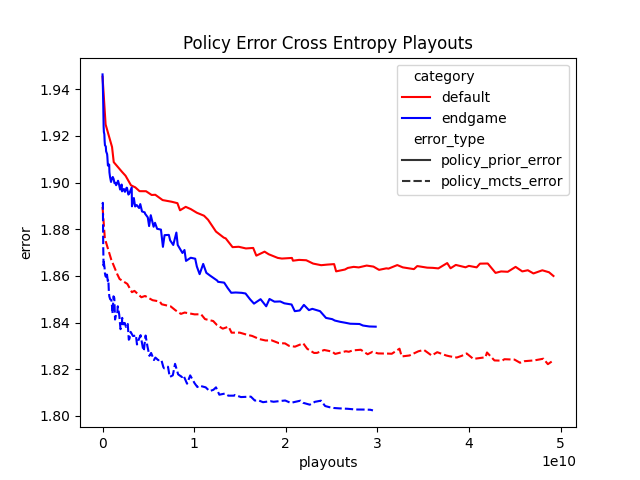 Policy Error Cross Entropy Playouts
category
default
endgame
error_type
policy_prior_error
policy_mcts_error
error
1.94
1.92
1.90
1.88
1.86
1.84
1.82
1.80
0 1 2 3 4 5
1e10
playouts